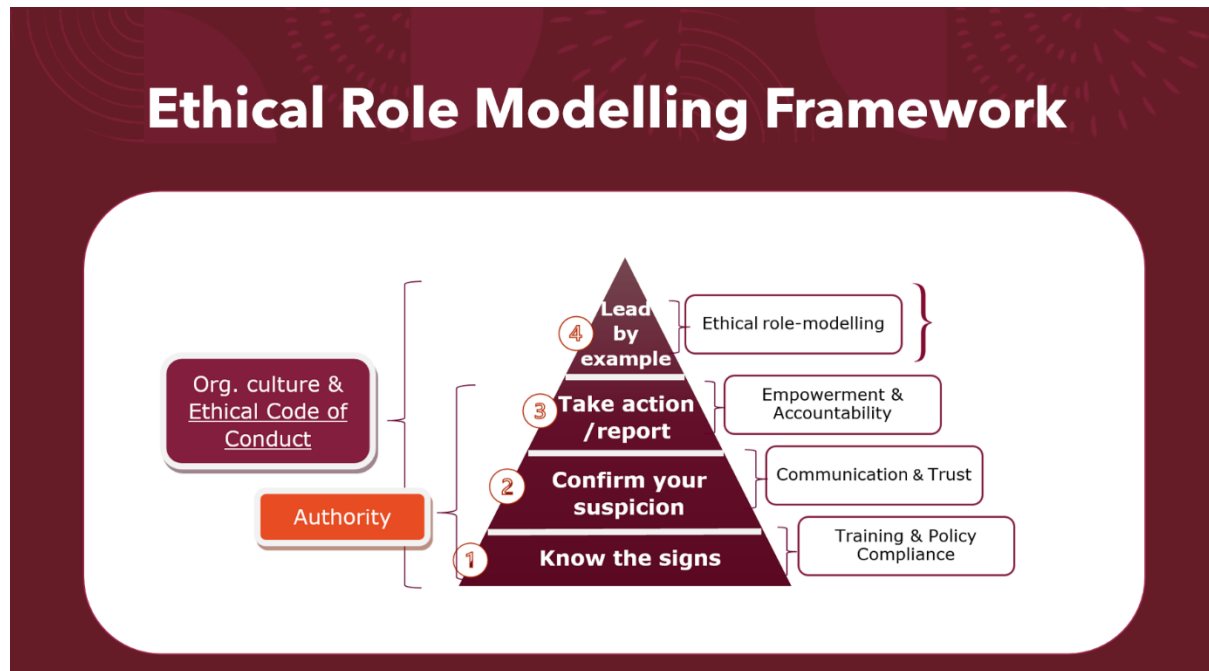 Ethical Role Modelling Framework
Org. culture &
Ethical Code of
Conduct
Authority
4
Lead
by
example
Ethical role-modelling
3
Take action
/report
Empowerment &
Accountability
2
Confirm your
suspicion
Communication & Trust
1
Know the signs
Training & Policy
Compliance